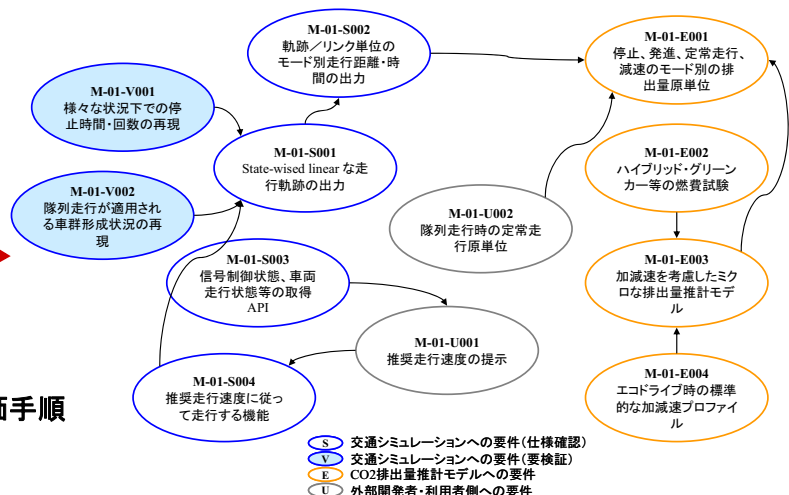 M-01-S002
軌跡／リンク単位の
モード別走行距離・時
間の出力
M-01-E001
停止、発進、定常走行、
減速のモード別の排
出量原単位
M-01-V001
様々な状況下での停
止時間・回数の再現
M-01-S001
State-wised linear な走
行軌跡の出力
M-01-E002
ハイブリッド・グリーン
カー等の燃費試験
M-01-V002
隊列走行が適用され
る車群形成状況の再
現
M-01-U002
隊列走行時の定常走
行原単位
M-01-S003
信号制御状態、車両
走行状態等の取得
API
M-01-E003
加減速を考慮したミク
ロな排出量推計モデ
ル
M-01-U001
推奨走行速度の提示
M-01-S004
推奨走行速度に従っ
て走行する機能
M-01-E004
エコドライブ時の標準
的な加減速プロファイ
ル
手順
S 交通シミュレーションへの要件（仕様確認）
V 交通シミュレーションへの要件（要検証）
E CO2排出量推計モデルへの要件
U 外部開発者・利用者側への要件